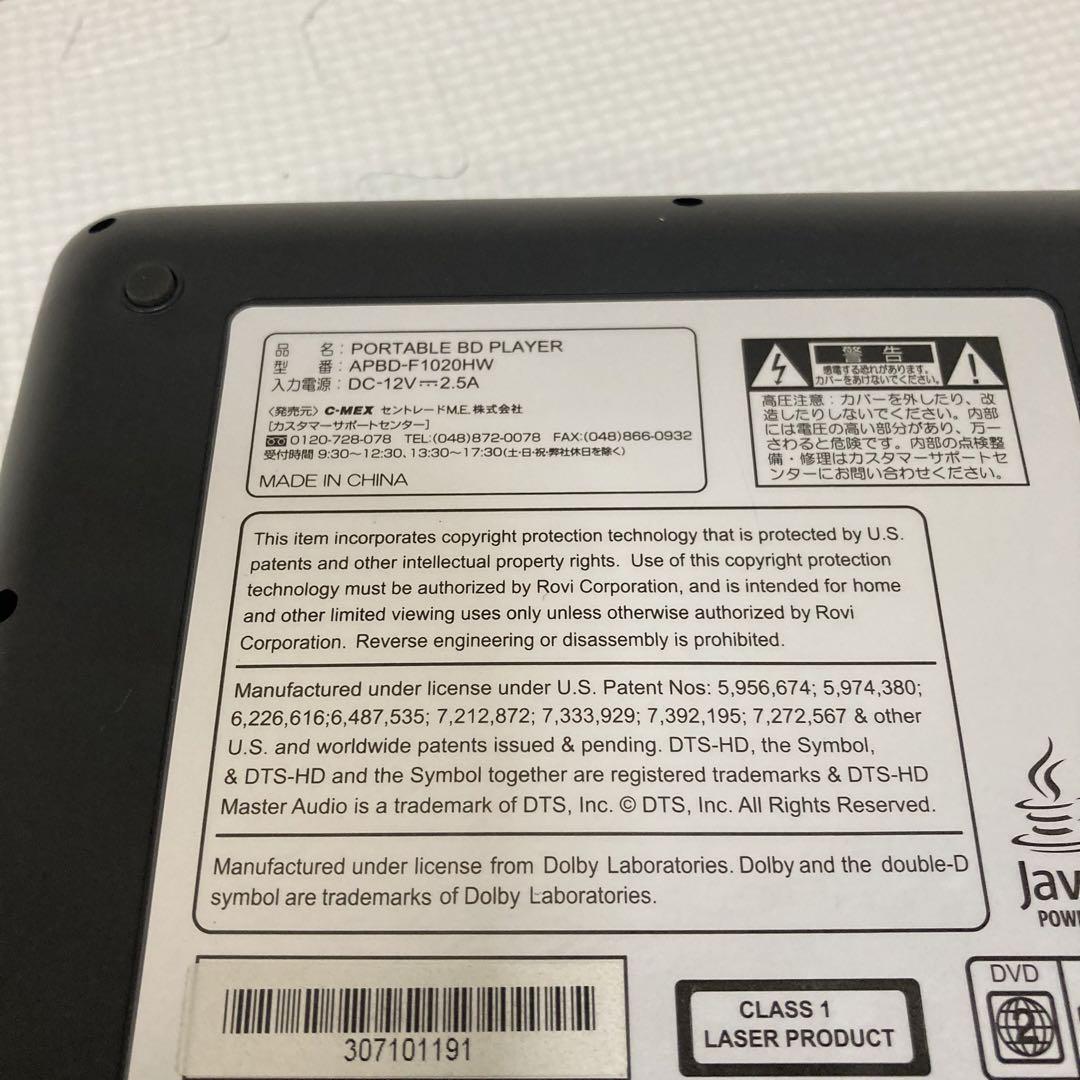 品 名：PORTABLE BD PLAYER
型 番：APBD-F1020HW
入力電源：DC-12V⎓2.5A
〈発売元〉C-MEX セントレードM.E.株式会社
[カスタマーサポートセンター]
0120-728-078 TEL:(048)872-0078 FAX:(048)866-0932
受付時間 9:30～12:30, 13:30～17:30(土・日・祝・弊社休日を除く)
MADE IN CHINA
警告
感電する恐れがあります。
カバーをあけないでください。
高圧注意：カバーを外したり、改
造したりしないでください。内部
には電圧の高い部分があり、万一
さわると危険です。内部の点検整
備・修理はカスタマーサポートセ
ンターにお問い合わせください。
This item incorporates copyright protection technology that is protected by U.S.
patents and other intellectual property rights. Use of this copyright protection
technology must be authorized by Rovi Corporation, and is intended for home
and other limited viewing uses only unless otherwise authorized by Rovi
Corporation. Reverse engineering or disassembly is prohibited.
Manufactured under license under U.S. Patent Nos: 5,956,674; 5,974,380;
6,226,616;6,487,535; 7,212,872; 7,333,929; 7,392,195; 7,272,567 & other
U.S. and worldwide patents issued & pending. DTS-HD, the Symbol,
& DTS-HD and the Symbol together are registered trademarks & DTS-HD
Master Audio is a trademark of DTS, Inc. © DTS, Inc. All Rights Reserved.
Manufactured under license from Dolby Laboratories. Dolby and the double-D
symbol are trademarks of Dolby Laboratories.
Jav
POW
307101191
CLASS 1
LASER PRODUCT
DVD
2